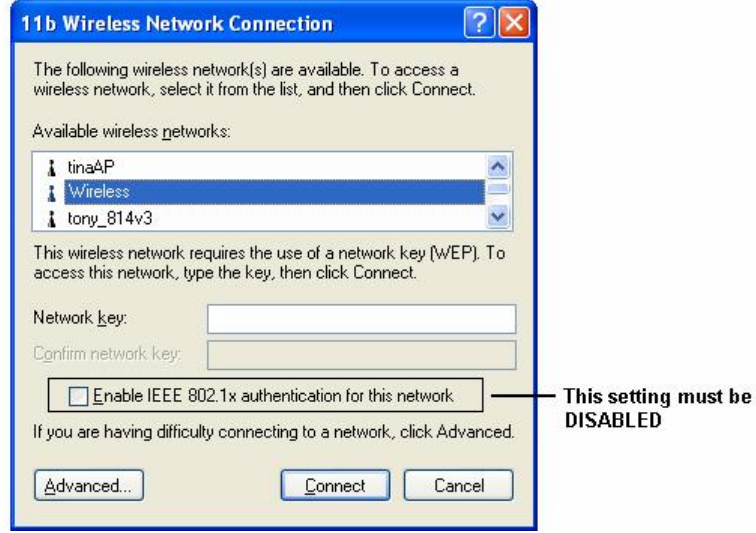 11b Wireless Network Connection
The following wireless network(s) are available. To access a
wireless network, select it from the list, and then click Connect.
Available wireless networks:
tinaAP
Wireless
tony_814v3
This wireless network requires the use of a network key (WEP). To
access this network, type the key, then click Connect.
Network key:
Confirm network key:
Enable IEEE 802.1x authentication for this network
This setting must be
DISABLED
If you are having difficulty connecting to a network, click Advanced.
Advanced...
Connect
Cancel